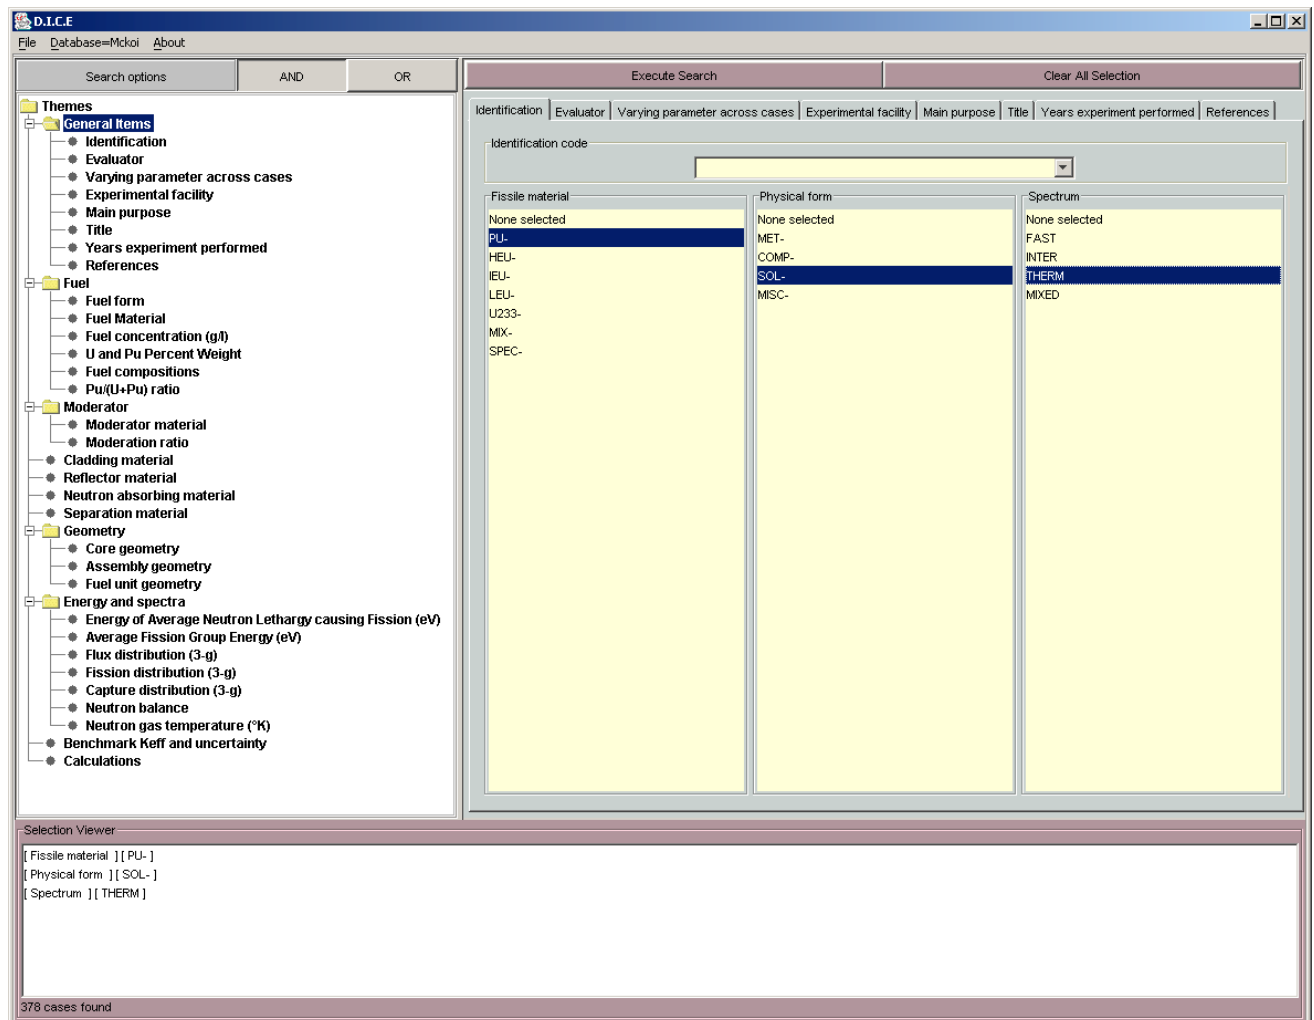 D.I.C.E
File Database=Mckoi About
Search options AND OR
Execute Search Clear All Selection
Themes
General Items
Identification
Evaluator
Varying parameter across cases
Experimental facility
Main purpose
Title
Years experiment performed
References
Fuel
Fuel form
Fuel Material
Fuel concentration (g/l)
U and Pu Percent Weight
Fuel compositions
Pu/(U+Pu) ratio
Moderator
Moderator material
Moderation ratio
Cladding material
Reflector material
Neutron absorbing material
Separation material
Geometry
Core geometry
Assembly geometry
Fuel unit geometry
Energy and spectra
Energy of Average Neutron Lethargy causing Fission (eV)
Average Fission Group Energy (eV)
Flux distribution (3-g)
Fission distribution (3-g)
Capture distribution (3-g)
Neutron balance
Neutron gas temperature (°K)
Benchmark Keff and uncertainty
Calculations
Identification Evaluator Varying parameter across cases Experimental facility Main purpose Title Years experiment performed References
Identification code
Fissile material
None selected
PU-
HEU-
IEU-
LEU-
U233-
MIX-
SPEC-
Physical form
None selected
MET-
COMP-
SOL-
MISC-
Spectrum
None selected
FAST
INTER
THERM
MIXED
Selection Viewer
[ Fissile material ] [ PU- ]
[ Physical form ] [ SOL- ]
[ Spectrum ] [ THERM ]
378 cases found